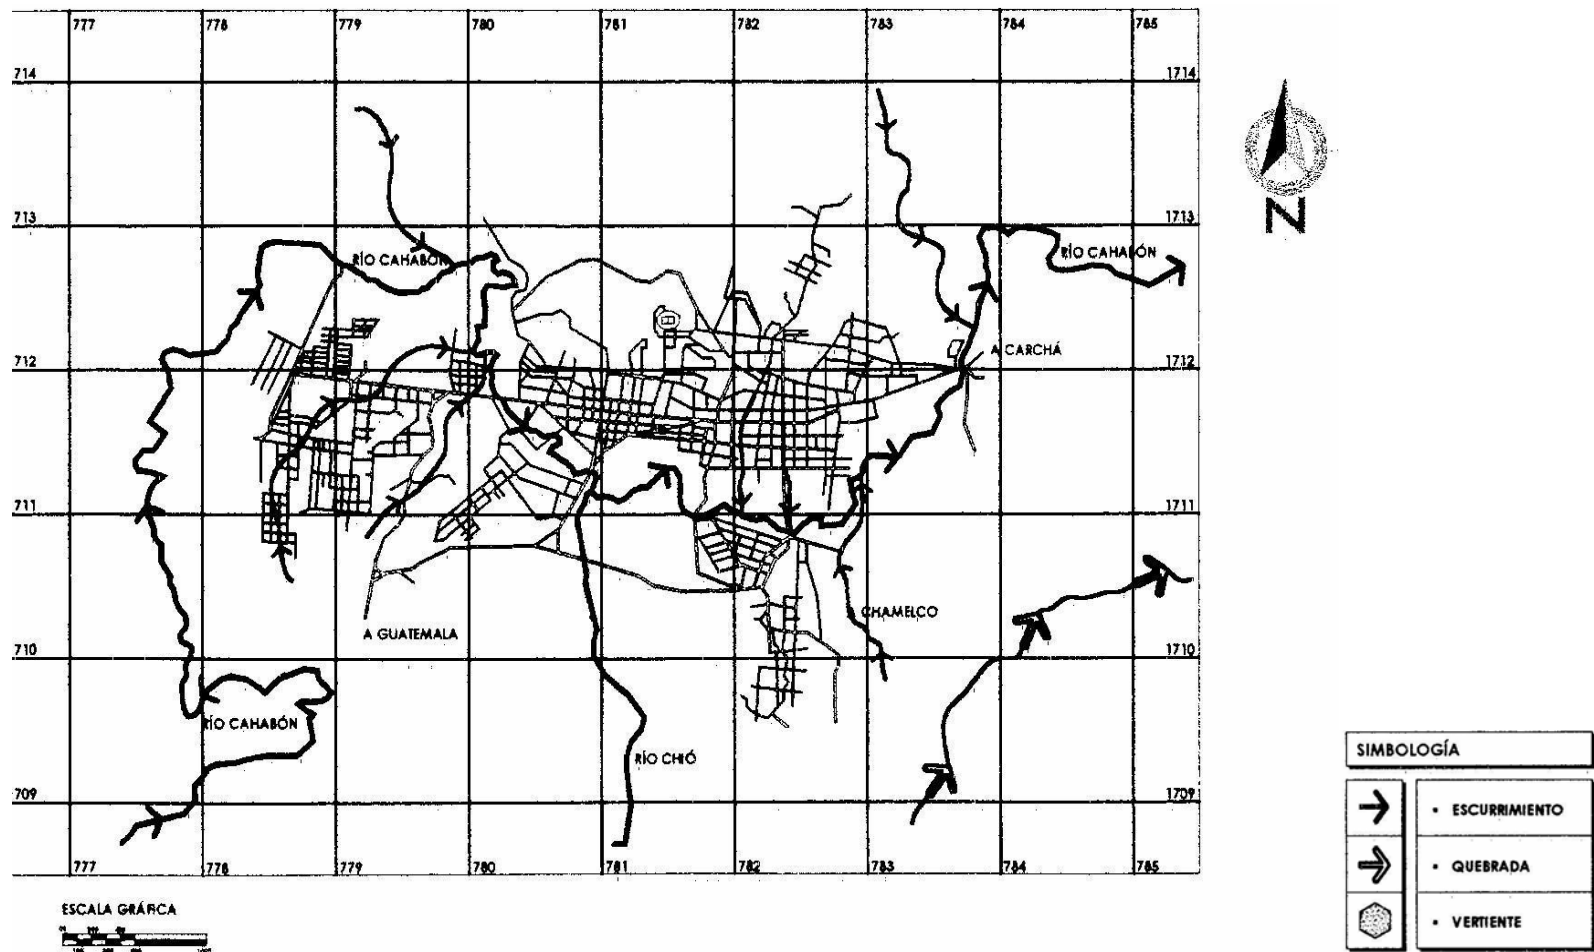 777 778 779 780 781 782 783 784 785
714 1714
713 1713
RÍO CAHABÓN RÍO CAHABÓN
712 1712
A CARCHÁ
711 1711
A GUATEMALA
CHAMELCO
710 1710
RÍO CAHABÓN
RÍO CHIÓ
709 1709
777 778 779 780 781 782 783 784 785
N
ESCALA GRÁFICA
SIMBOLOGÍA
• ESCURRIMIENTO
• QUEBRADA
• VERTIENTE